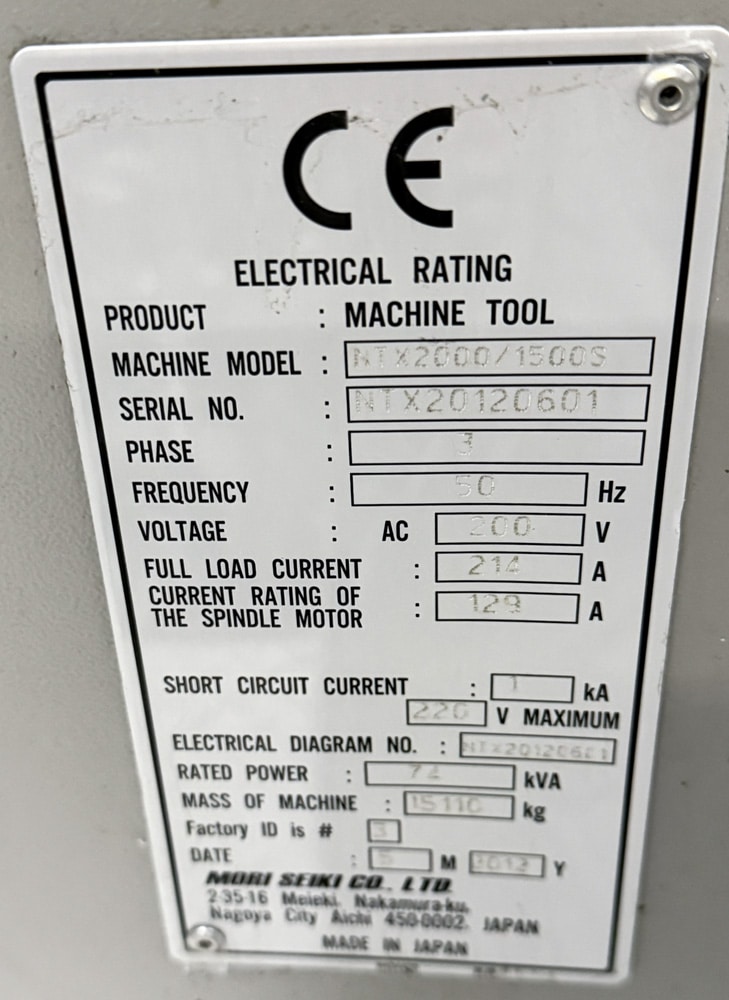 CE
ELECTRICAL RATING
PRODUCT : MACHINE TOOL
MACHINE MODEL : NTX2000/1500S
SERIAL NO. : NTX20120601
PHASE : 3
FREQUENCY : 50 Hz
VOLTAGE : AC 200 V
FULL LOAD CURRENT : 214 A
CURRENT RATING OF
THE SPINDLE MOTOR : 129 A
SHORT CIRCUIT CURRENT : 1 kA
220 V MAXIMUM
ELECTRICAL DIAGRAM NO. : NTX20120601
RATED POWER : 74 kVA
MASS OF MACHINE : 15110 kg
Factory ID is # 3
DATE : 5 M 2012 Y
MORI SEIKI CO., LTD.
2-35-16 Meieki, Nakamura-ku,
Nagoya City Aichi 450-0002, JAPAN
MADE IN JAPAN